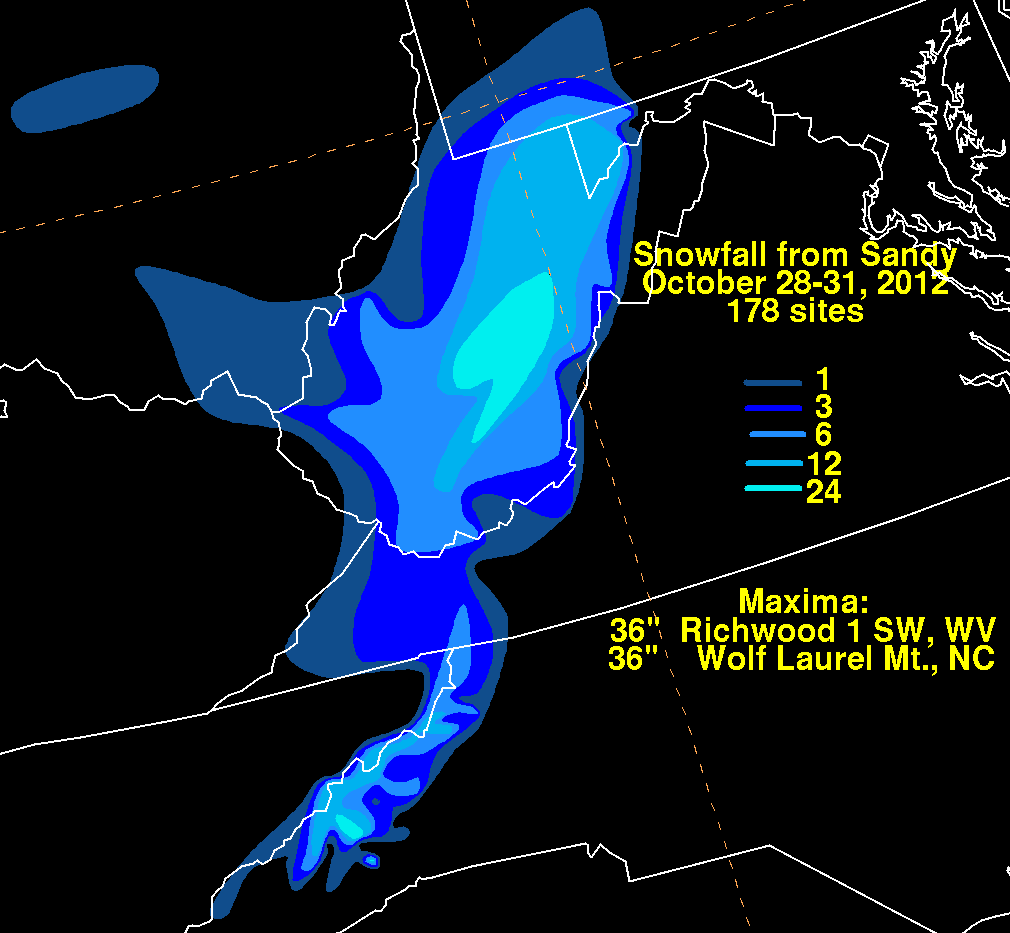 Snowfall from Sandy
October 28-31, 2012
178 sites
1
3
6
12
24
Maxima:
36" Richwood 1 SW, WV
36" Wolf Laurel Mt., NC